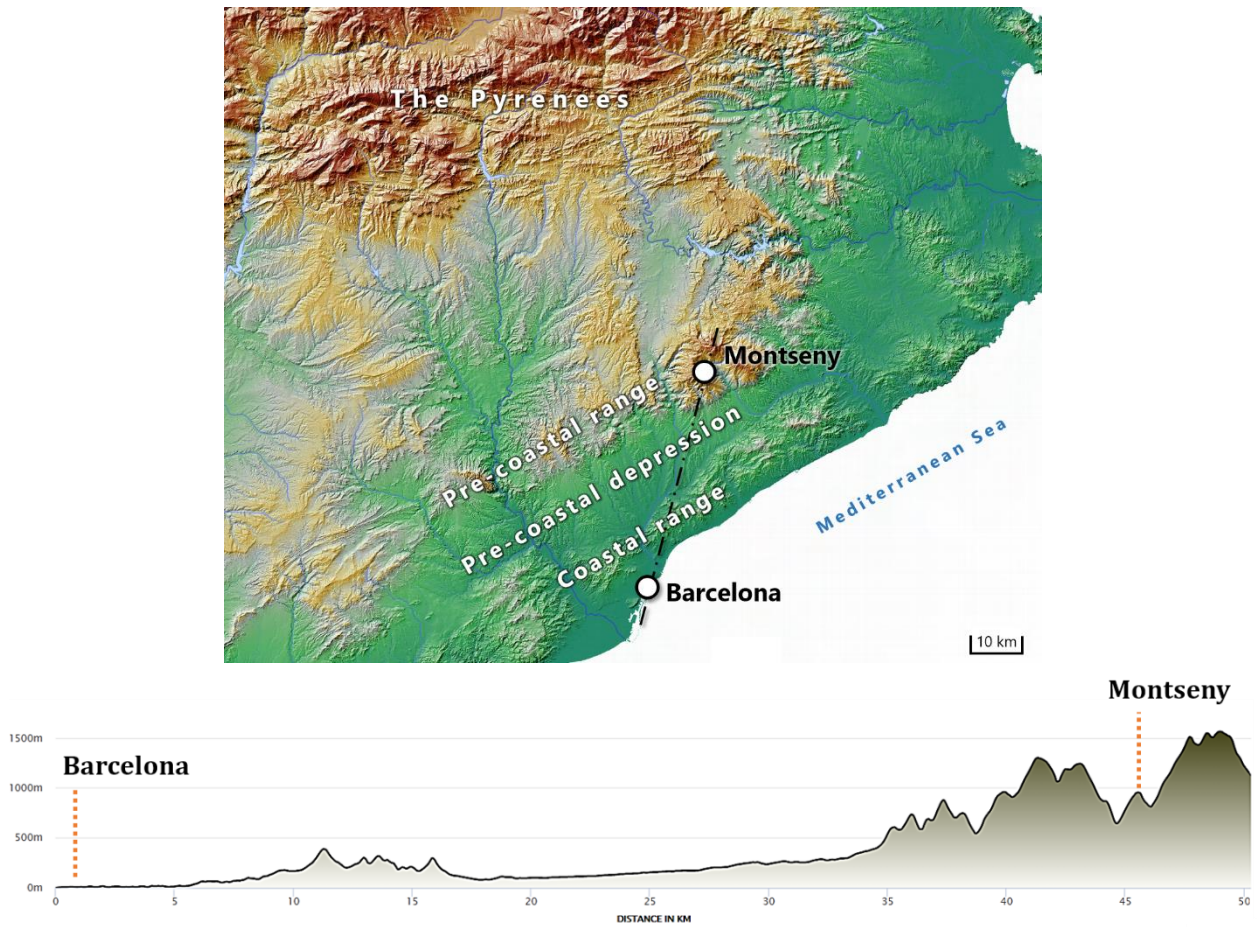 The Pyrenees
Montseny
Pre-coastal range
Pre-coastal depression
Coastal range
Mediterranean Sea
Barcelona
10 km
Montseny
Barcelona
1500m
1000m
500m
0m
0 5 10 15 20 25 30 35 40 45 50
DISTANCE IN KM